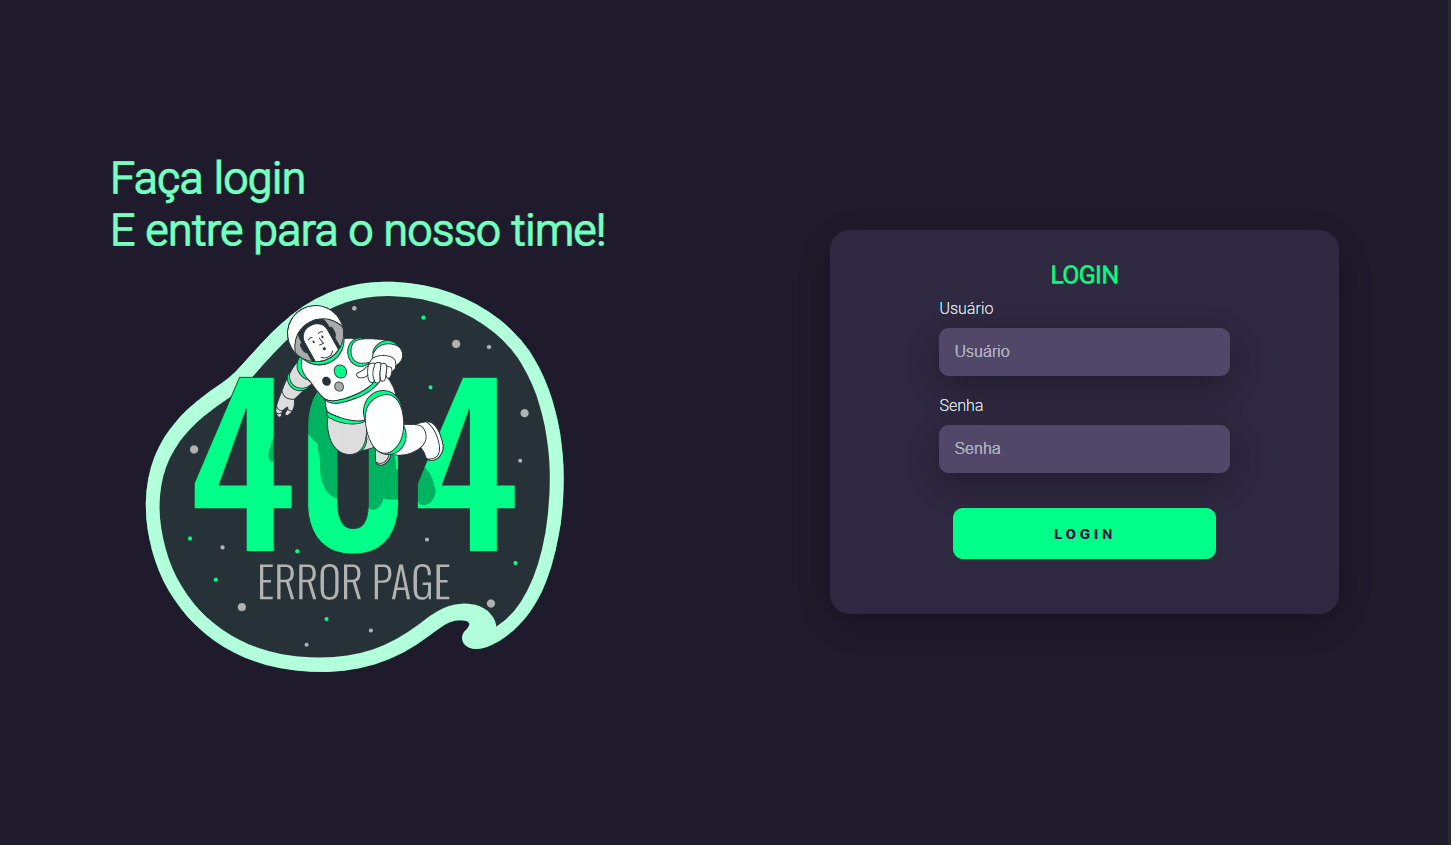 Faça login
E entre para o nosso time!
404
ERROR PAGE
LOGIN
Usuário
Usuário
Senha
Senha
LOGIN